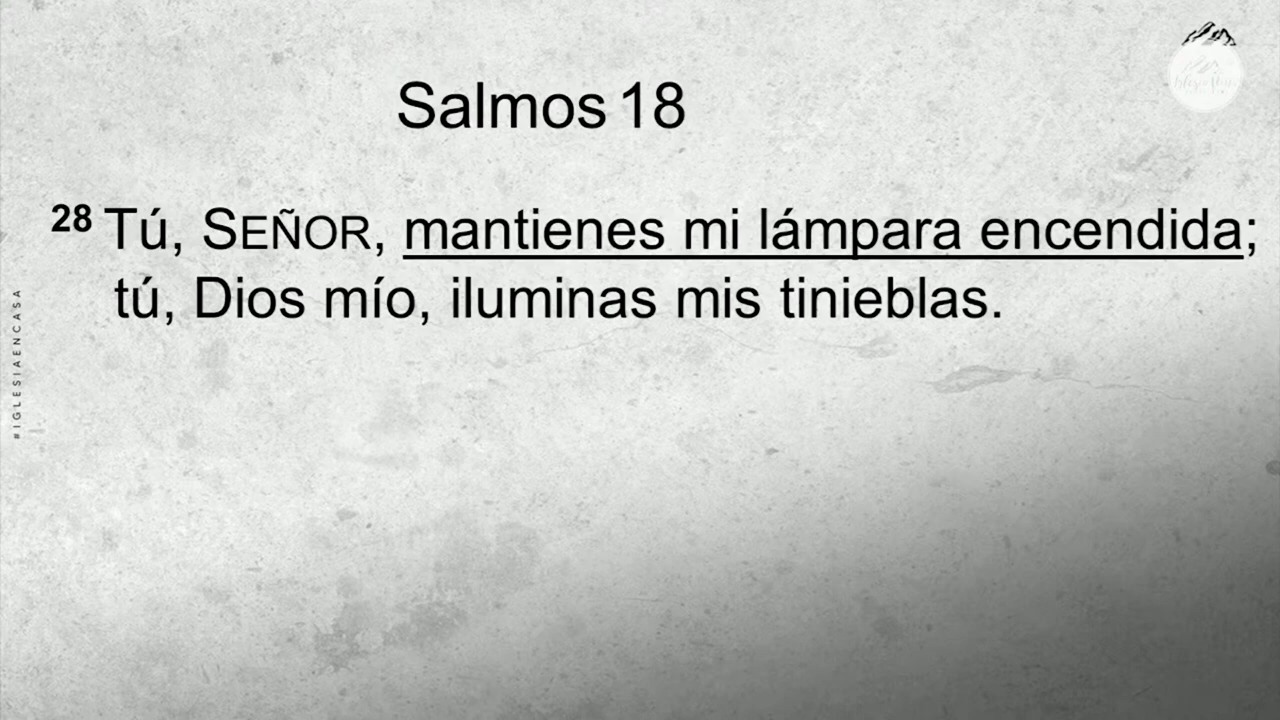 Salmos 18
28 Tú, SEÑOR, mantienes mi lámpara encendida;
tú, Dios mío, iluminas mis tinieblas.
#IGLESIAENCASA